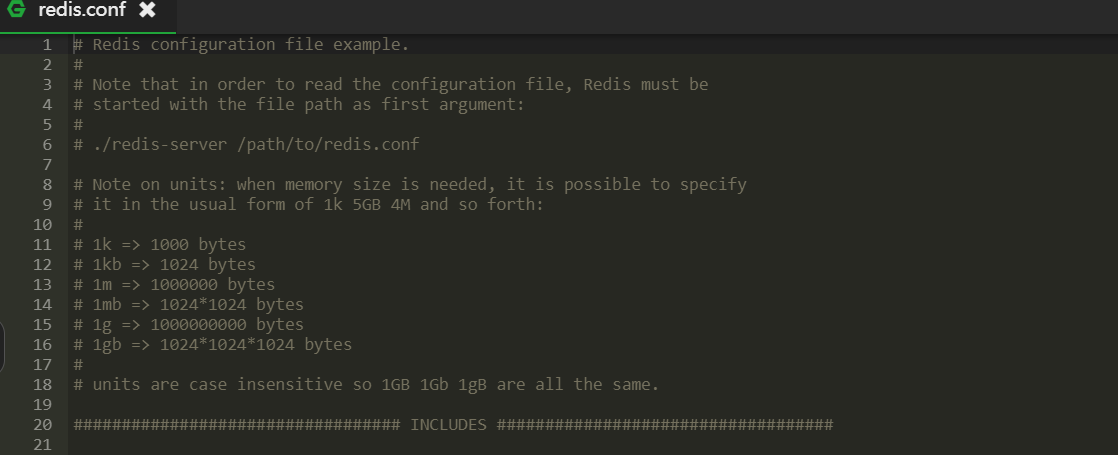 redis.conf
1 # Redis configuration file example.
2 #
3 # Note that in order to read the configuration file, Redis must be
4 # started with the file path as first argument:
5 #
6 # ./redis-server /path/to/redis.conf
7
8 # Note on units: when memory size is needed, it is possible to specify
9 # it in the usual form of 1k 5GB 4M and so forth:
10 #
11 # 1k => 1000 bytes
12 # 1kb => 1024 bytes
13 # 1m => 1000000 bytes
14 # 1mb => 1024*1024 bytes
15 # 1g => 1000000000 bytes
16 # 1gb => 1024*1024*1024 bytes
17 #
18 # units are case insensitive so 1GB 1Gb 1gB are all the same.
19
20 ################################## INCLUDES ###################################
21